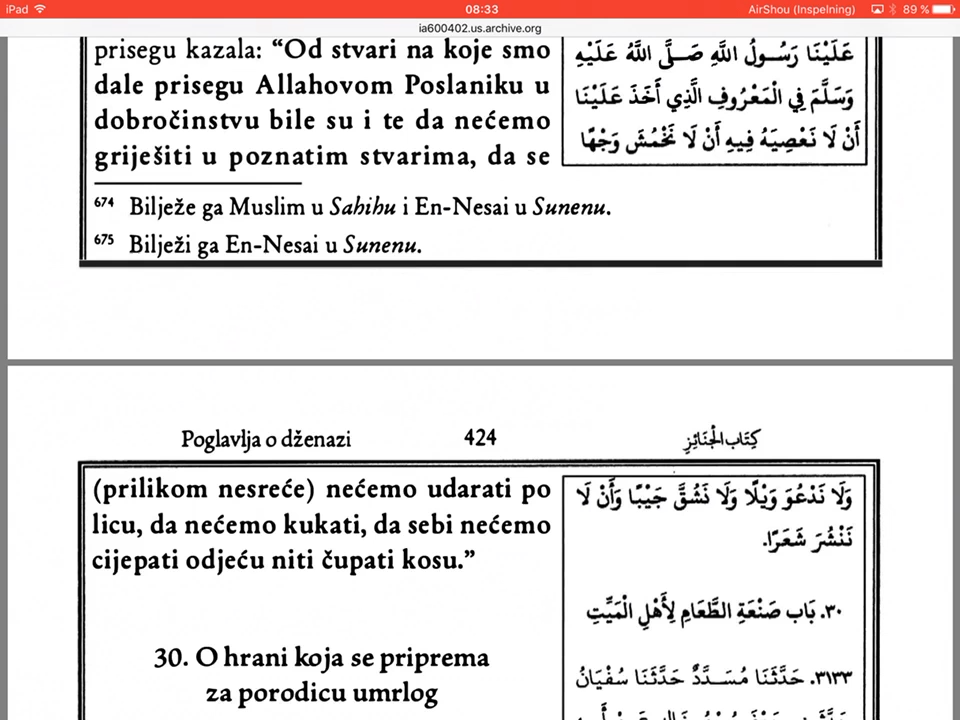 iPad 08:33 AirShou (Inspelning) 89 %
ia600402.us.archive.org
prisegu kazala: “Od stvari na koje smo
dale prisegu Allahovom Poslaniku u
dobročinstvu bile su i te da nećemo
griješiti u poznatim stvarima, da se
عَلَيْنَا رَسُولُ اللَّهِ صَلَّى اللَّهُ عَلَيْهِ
وَسَلَّمَ فِي الْمَعْرُوفِ الَّذِي أَخَذَ عَلَيْنَا
أَنْ لَا نَعْصِيَهُ فِيهِ أَنْ لَا نَخْمُشَ وَجْهًا
674 Bilježe ga Muslim u Sahihu i En-Nesai u Sunenu.
675 Bilježi ga En-Nesai u Sunenu.
Poglavlja o dženazi 424 كِتَاب الْجَنَائِزِ
(prilikom nesreće) nećemo udarati po
licu, da nećemo kukati, da sebi nećemo
cijepati odjeću niti čupati kosu.”
30. O hrani koja se priprema
za porodicu umrlog
وَلَا نَدْعُوَ وَيْلًا وَلَا نَشُقَّ جَيْبًا وَأَنْ لَا
نَنْشُرَ شَعَرًا.
٣٠. بَاب صَنْعَةِ الطَّعَامِ لِأَهْلِ الْمَيِّتِ
٣١٣٣. حَدَّثَنَا مُسَدَّدٌ حَدَّثَنَا سُفْيَانُ